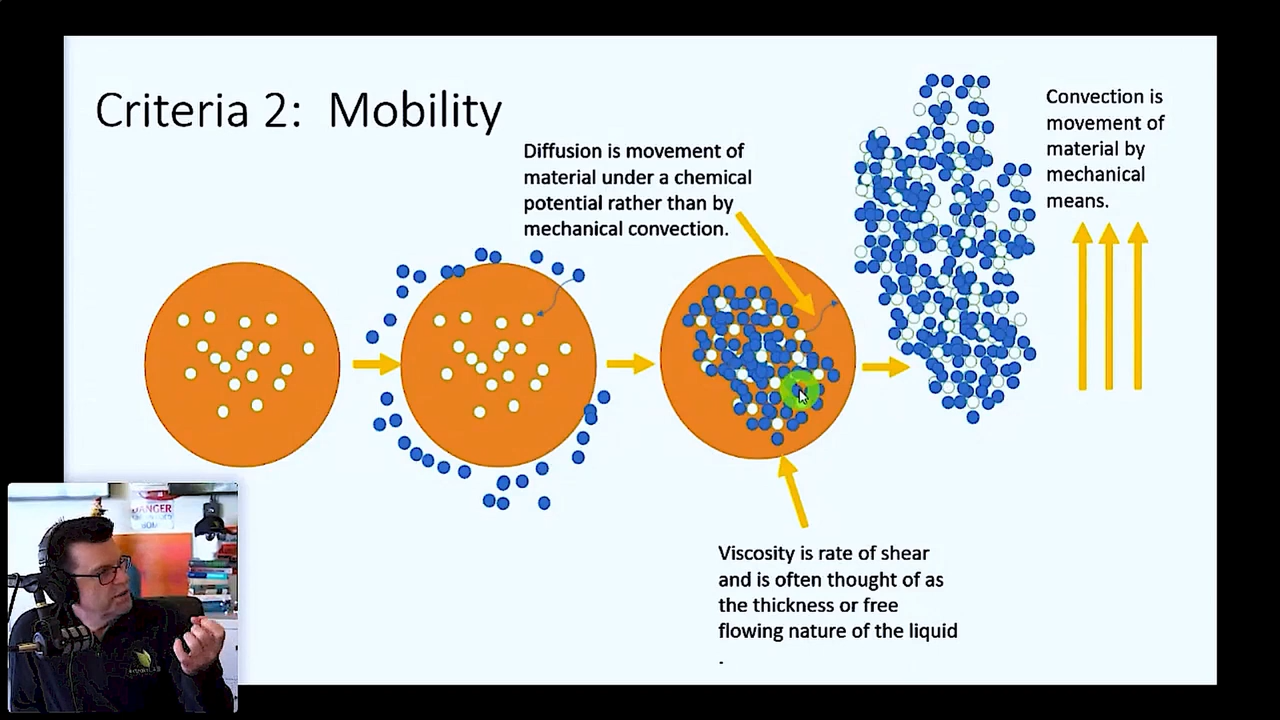 Criteria 2: Mobility
Diffusion is movement of
material under a chemical
potential rather than by
mechanical convection.
Convection is
movement of
material by
mechanical
means.
Viscosity is rate of shear
and is often thought of as
the thickness or free
flowing nature of the liquid
.
DANGER